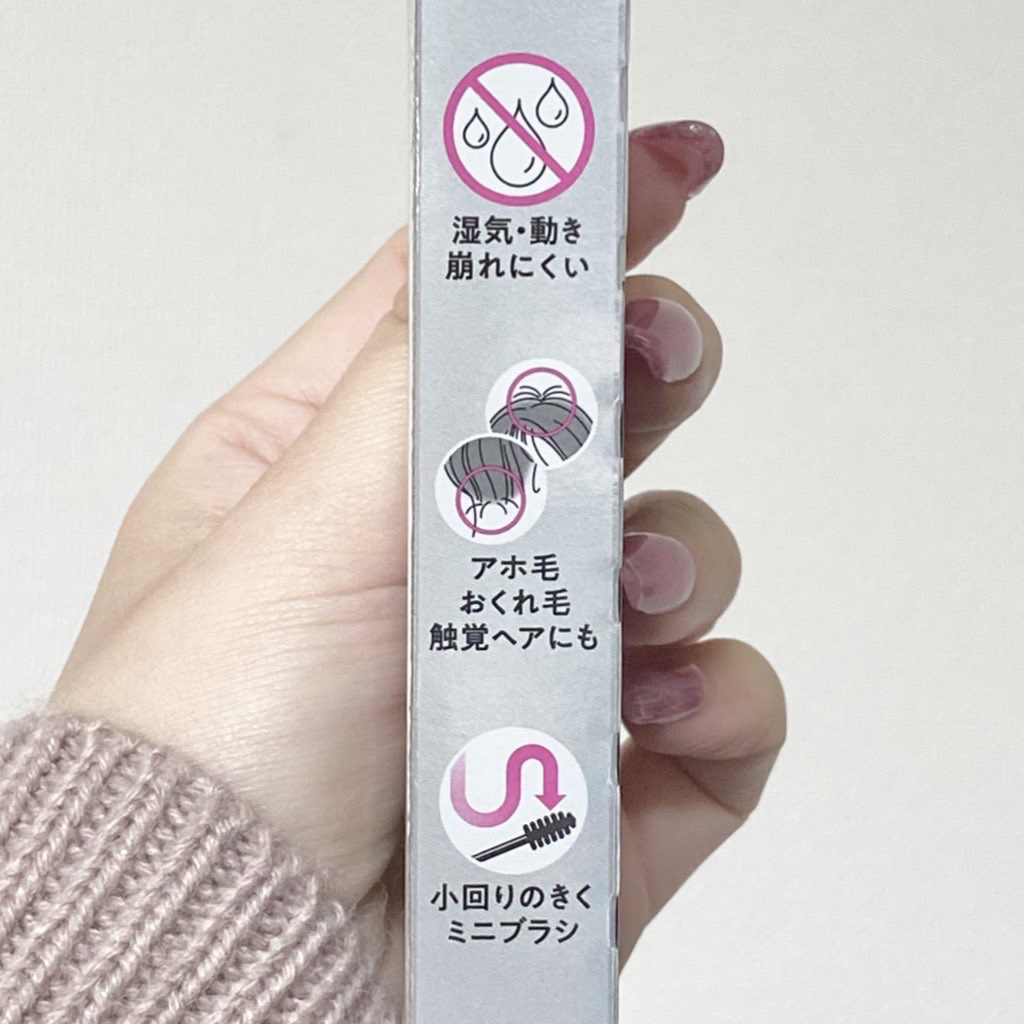 湿気・動き
崩れにくい
アホ毛
おくれ毛
触覚ヘアにも
小回りのきく
ミニブラシ